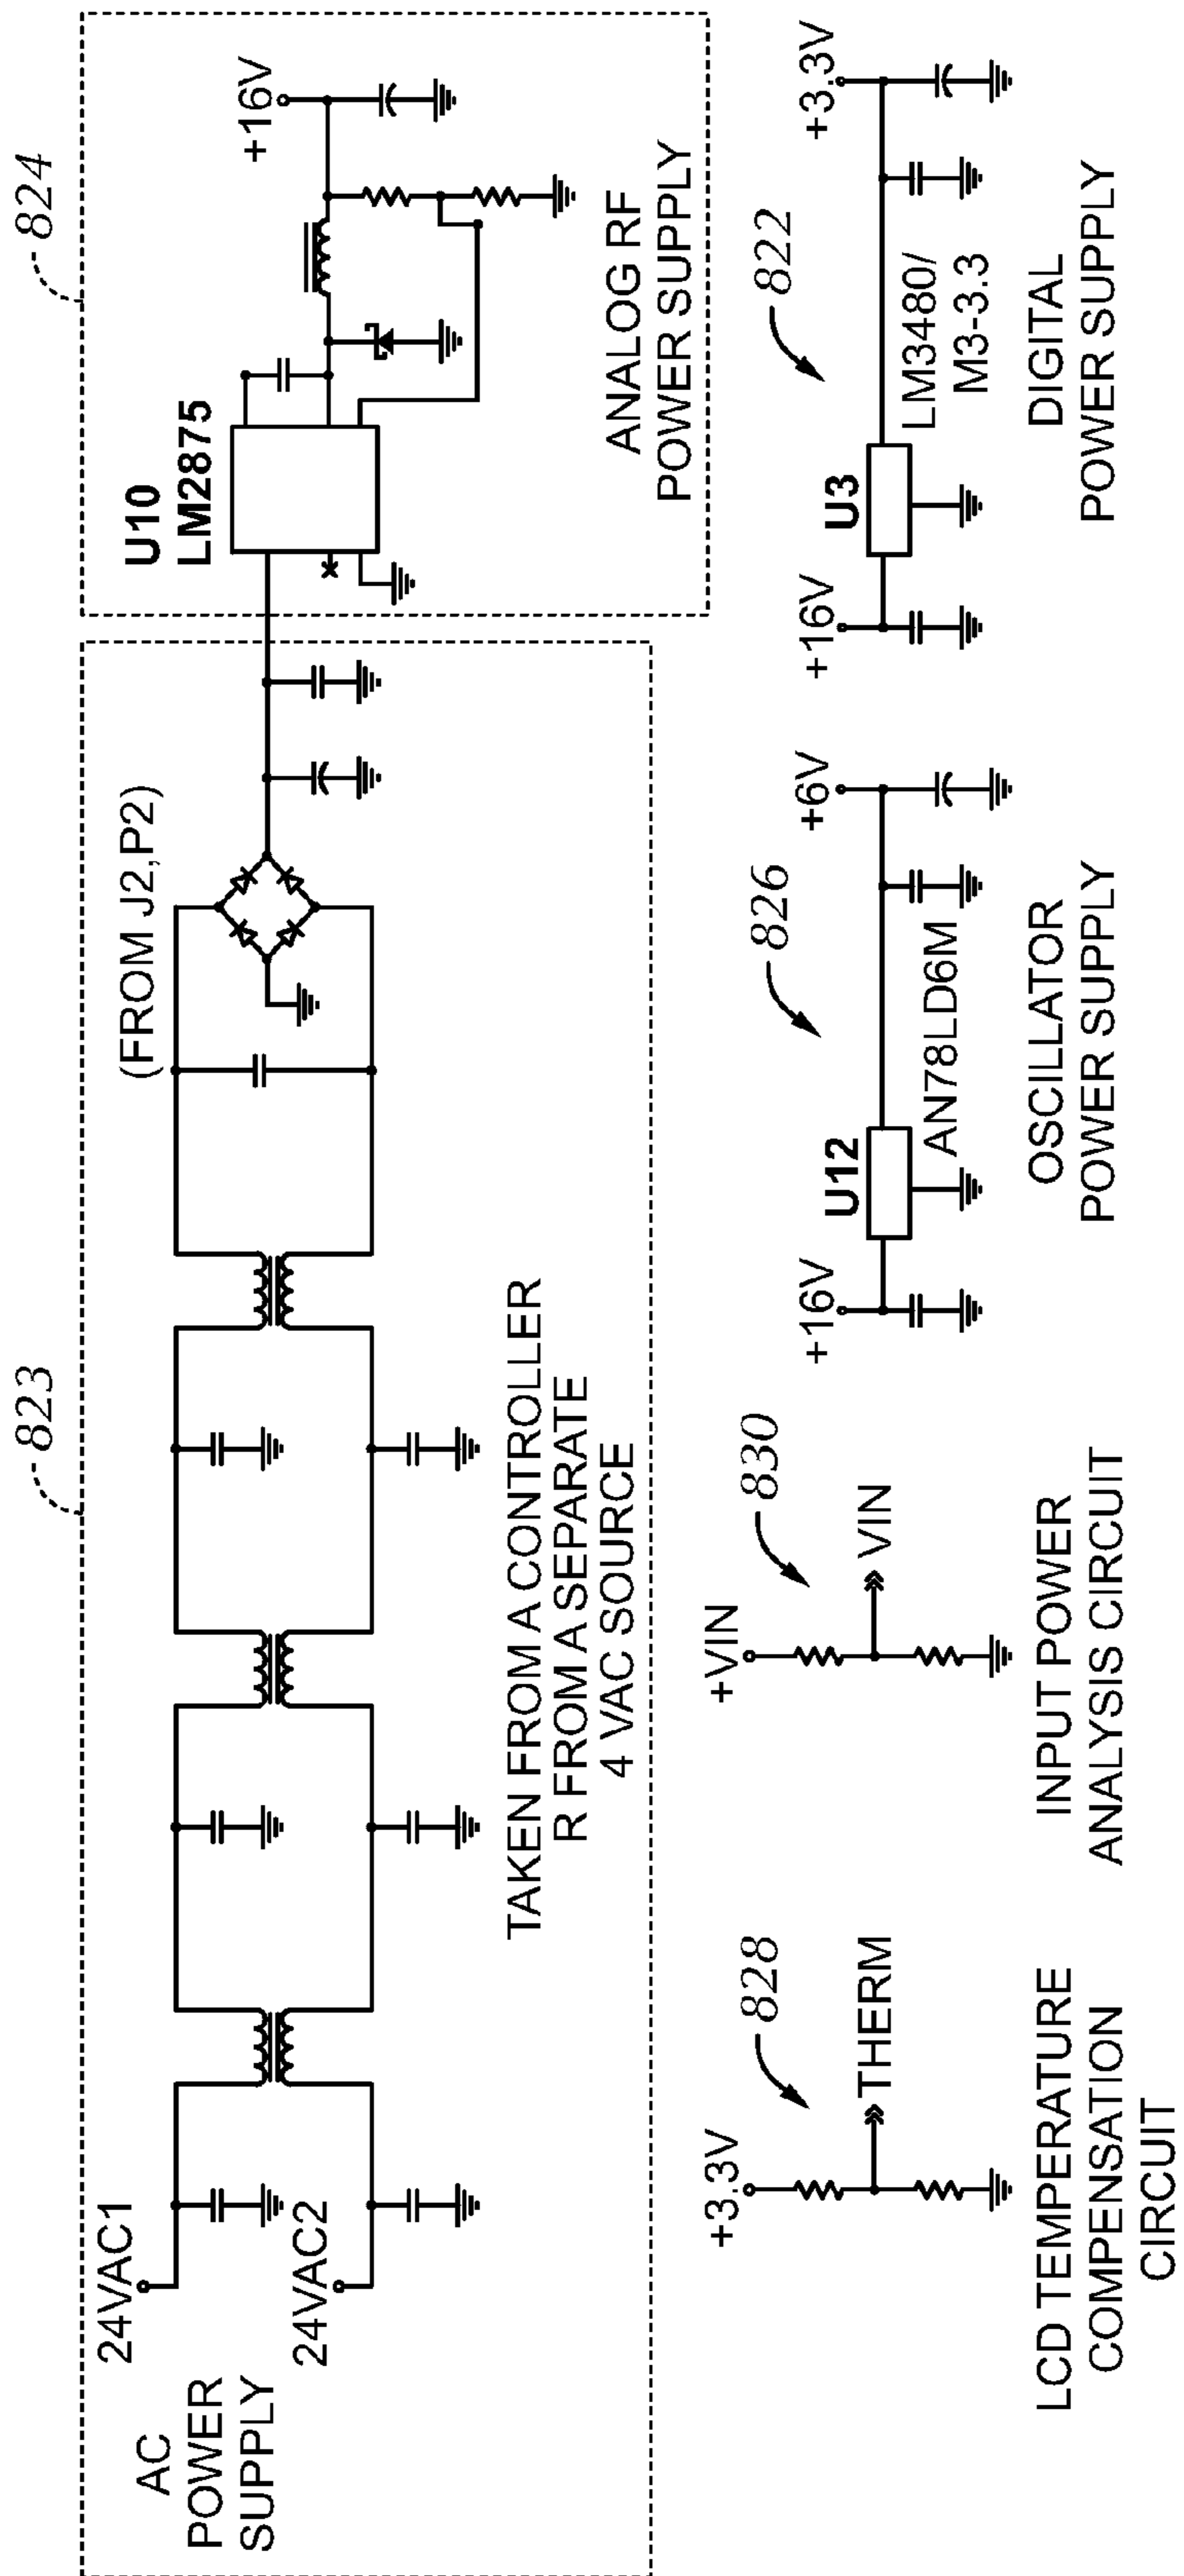 823
824
AC
POWER
SUPPLY
24VAC1
24VAC2
(FROM J2,P2)
TAKEN FROM A CONTROLLER
R FROM A SEPARATE
4 VAC SOURCE
U10
LM2875
+16V
ANALOG RF
POWER SUPPLY
+3.3V
828
THERM
LCD TEMPERATURE
COMPENSATION
CIRCUIT
+VIN
830
VIN
INPUT POWER
ANALYSIS CIRCUIT
+16V
U12
826
+6V
AN78LD6M
OSCILLATOR
POWER SUPPLY
+16V
U3
822
+3.3V
LM3480/
M3-3.3
DIGITAL
POWER SUPPLY